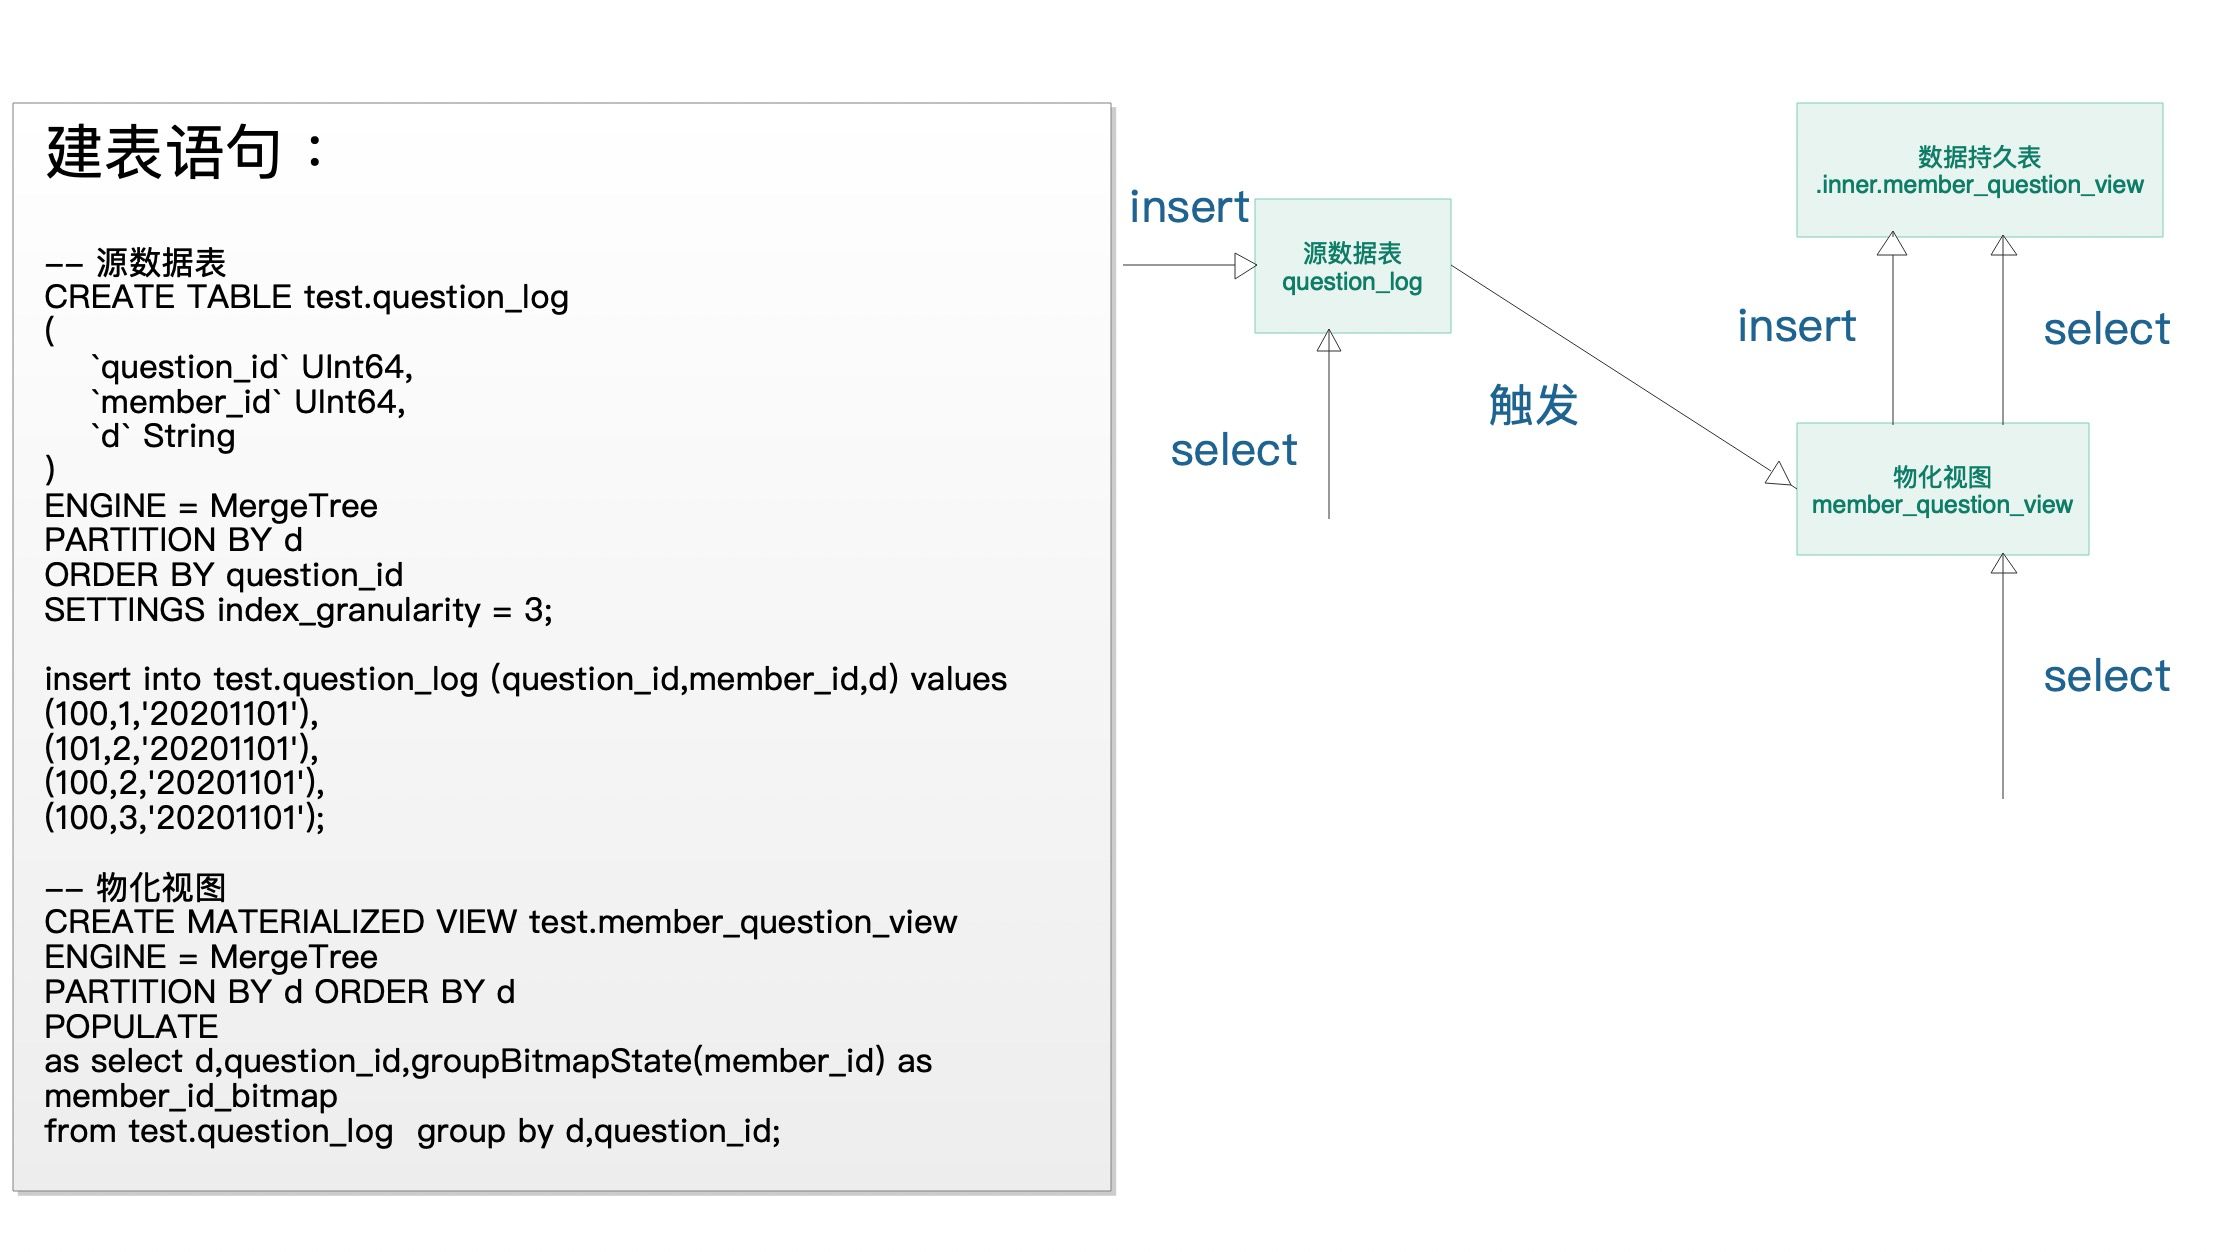 建表语句：
-- 源数据表
CREATE TABLE test.question_log
(
`question_id` UInt64,
`member_id` UInt64,
`d` String
)
ENGINE = MergeTree
PARTITION BY d
ORDER BY question_id
SETTINGS index_granularity = 3;
insert into test.question_log (question_id,member_id,d) values
(100,1,'20201101'),
(101,2,'20201101'),
(100,2,'20201101'),
(100,3,'20201101');
-- 物化视图
CREATE MATERIALIZED VIEW test.member_question_view
ENGINE = MergeTree
PARTITION BY d ORDER BY d
POPULATE
as select d,question_id,groupBitmapState(member_id) as
member_id_bitmap
from test.question_log  group by d,question_id;
insert
源数据表
question_log
select
触发
数据持久表
.inner.member_question_view
insert
select
物化视图
member_question_view
select